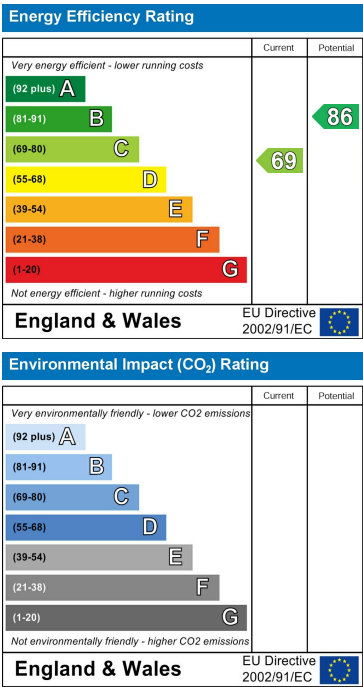 Energy Efficiency Rating
Current Potential
Very energy efficient - lower running costs
(92 plus) A
(81-91) B
(69-80) C
(55-68) D
(39-54) E
(21-38) F
(1-20) G
69
86
Not energy efficient - higher running costs
England & Wales
EU Directive
2002/91/EC
Environmental Impact (CO₂) Rating
Current Potential
Very environmentally friendly - lower CO2 emissions
(92 plus) A
(81-91) B
(69-80) C
(55-68) D
(39-54) E
(21-38) F
(1-20) G
Not environmentally friendly - higher CO2 emissions
England & Wales
EU Directive
2002/91/EC